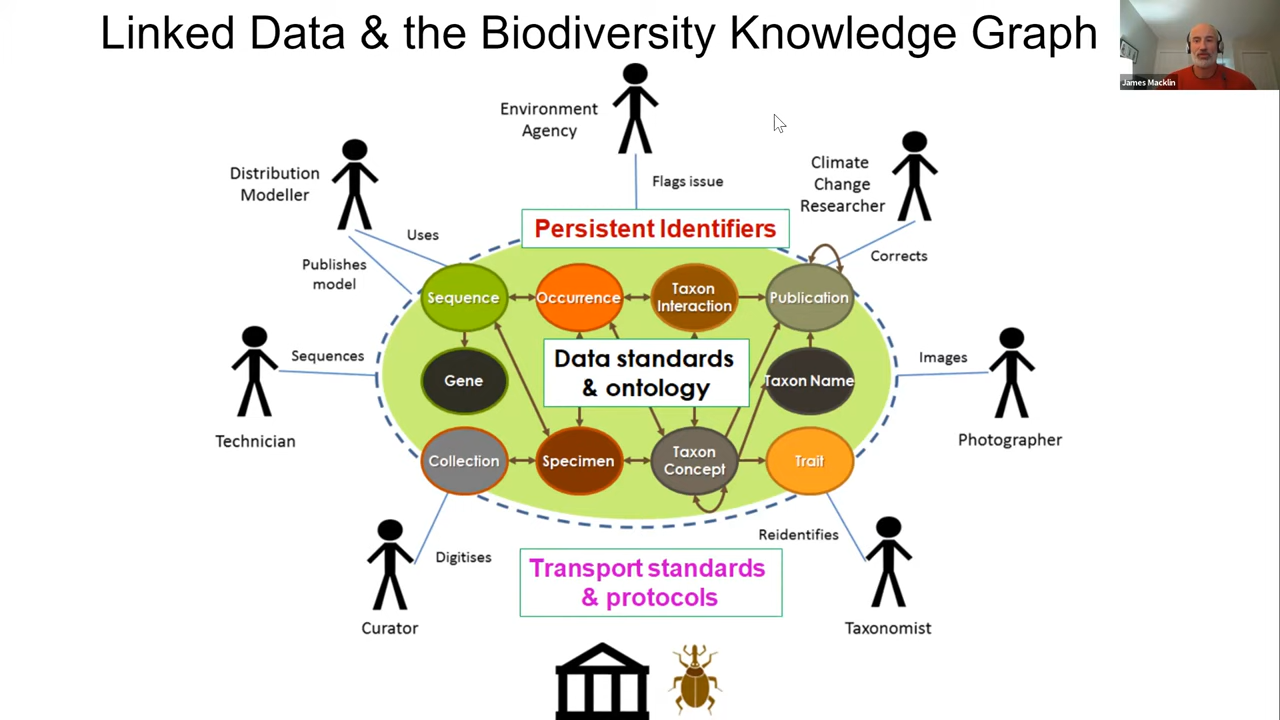 Linked Data & the Biodiversity Knowledge Graph
James Macklin
Environment
Agency
Flags issue
Distribution
Modeller
Climate
Change
Researcher
Uses
Publishes
model
Persistent Identifiers
Corrects
Sequence
Occurrence
Taxon
Interaction
Publication
Sequences
Technician
Data standards
& ontology
Gene
Taxon Name
Images
Photographer
Collection
Specimen
Taxon
Concept
Trait
Digitises
Curator
Reidentifies
Taxonomist
Transport standards
& protocols